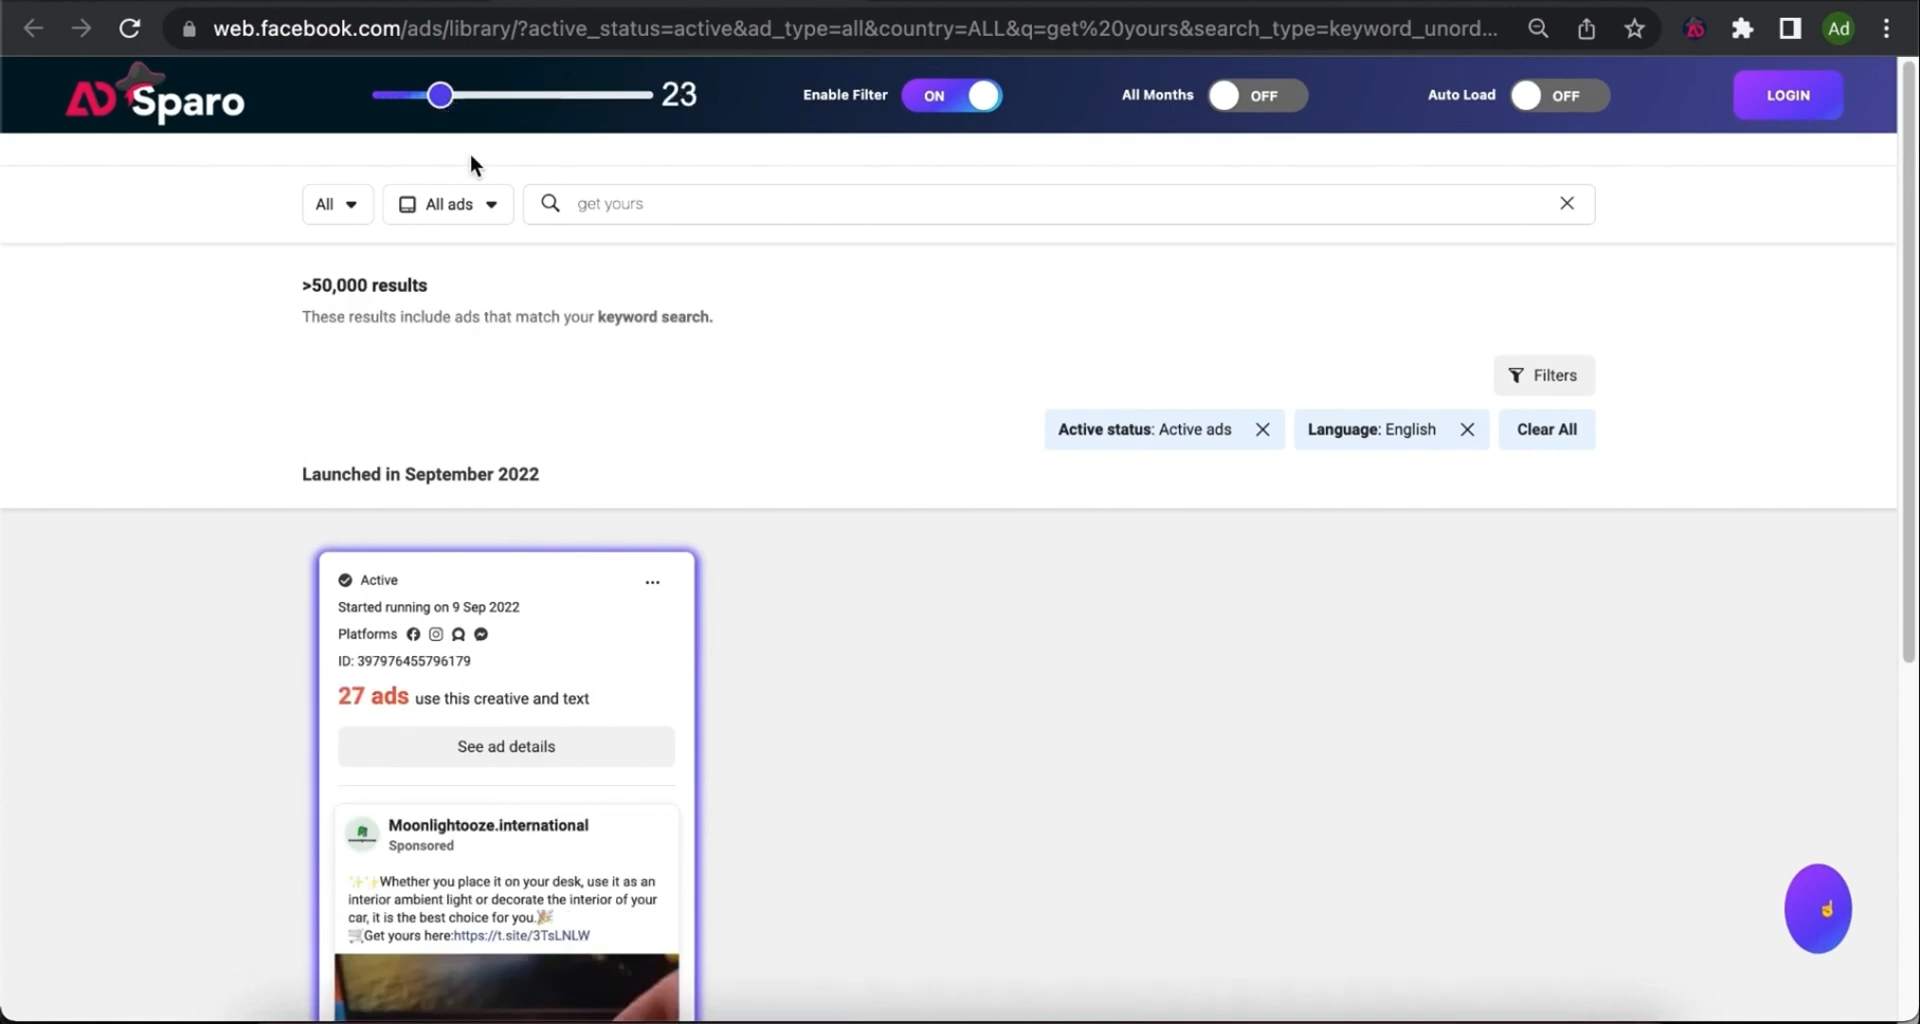 web.facebook.com/ads/library/?active_status=active&ad_type=all&country=ALL&q=get%20yours&search_type=keyword_unord...
Ad
AD Sparo
23
Enable Filter
ON
All Months
OFF
Auto Load
OFF
LOGIN
All
All ads
get yours
>50,000 results
These results include ads that match your keyword search.
Filters
Active status: Active ads
Language: English
Clear All
Launched in September 2022
Active
Started running on 9 Sep 2022
Platforms
ID: 397976455796179
27 ads use this creative and text
See ad details
Moonlightooze.international
Sponsored
✨✨Whether you place it on your desk, use it as an
interior ambient light or decorate the interior of your
car, it is the best choice for you.🎉
🛒Get yours here:https://t.site/3TsLNLW